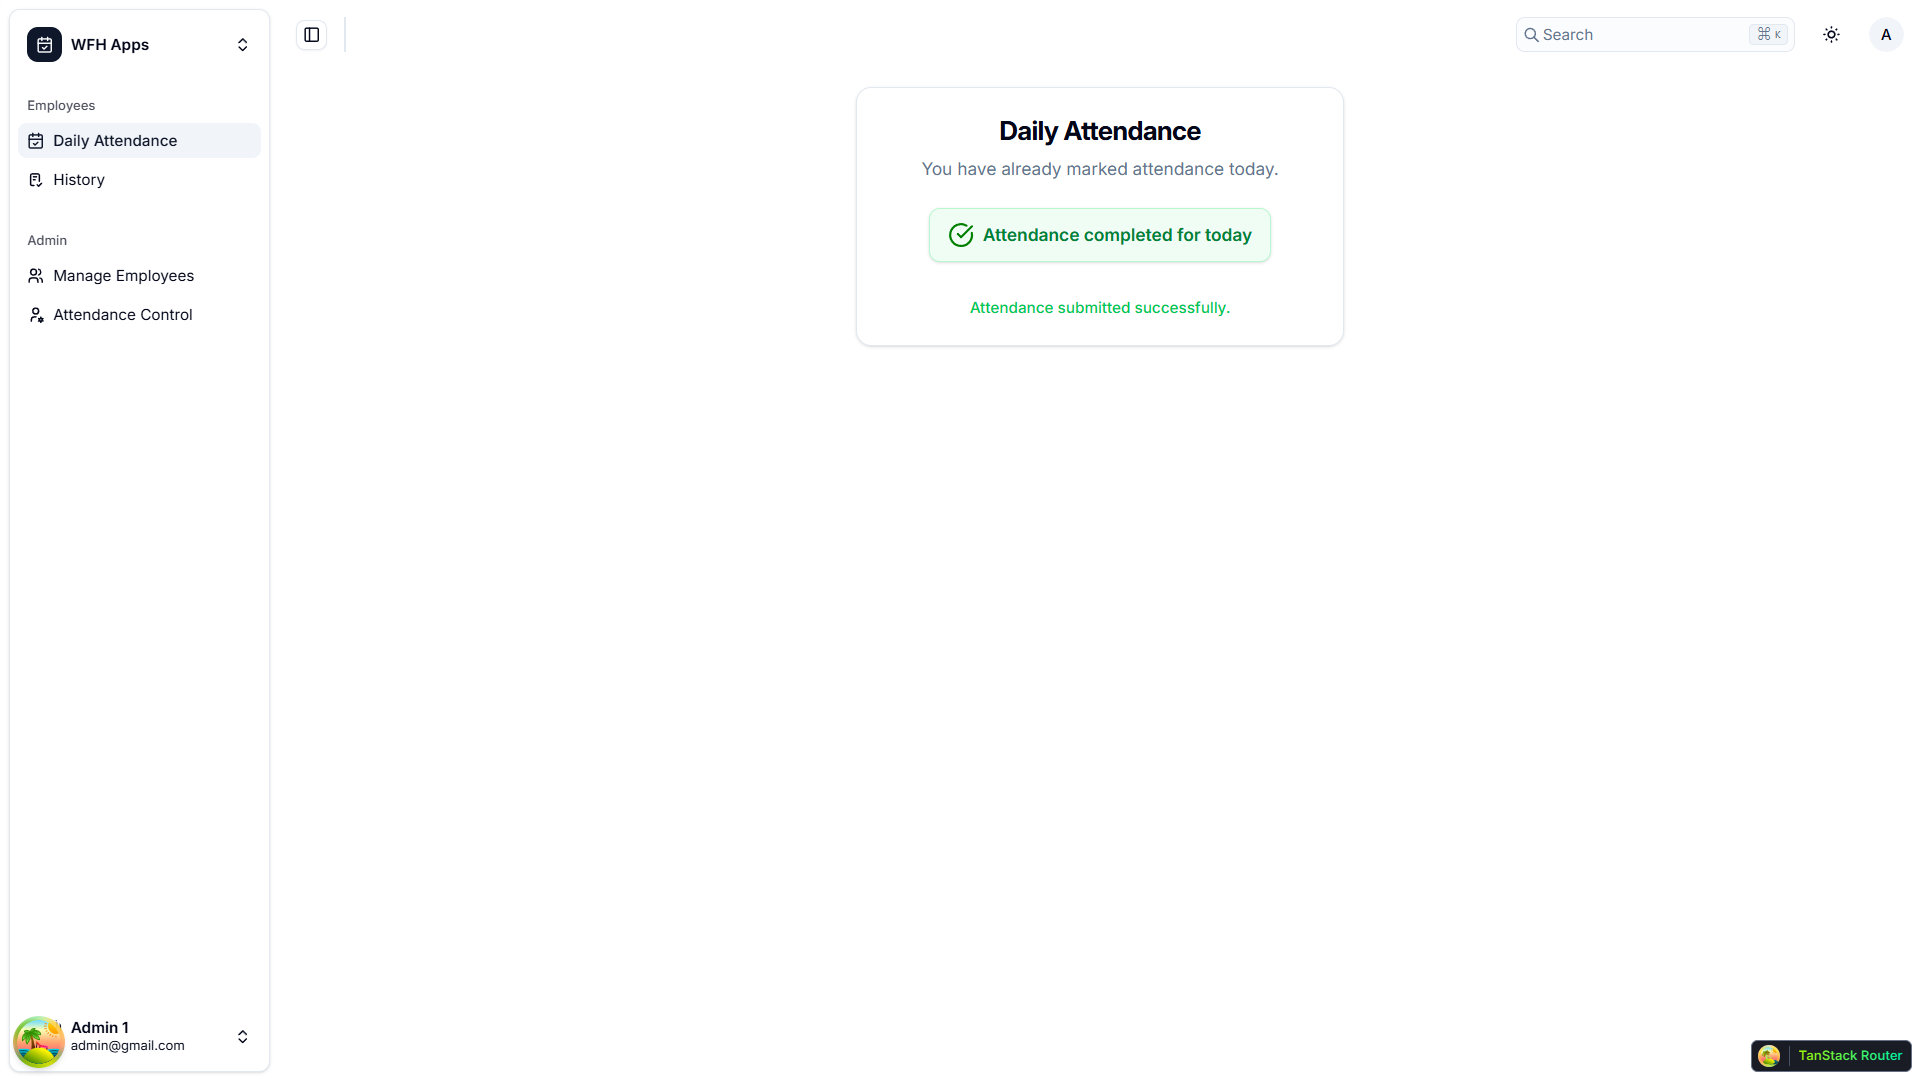 WFH Apps
Search
⌘ K
A
Employees
Daily Attendance
History
Admin
Manage Employees
Attendance Control
Daily Attendance
You have already marked attendance today.
Attendance completed for today
Attendance submitted successfully.
Admin 1
admin@gmail.com
TanStack Router